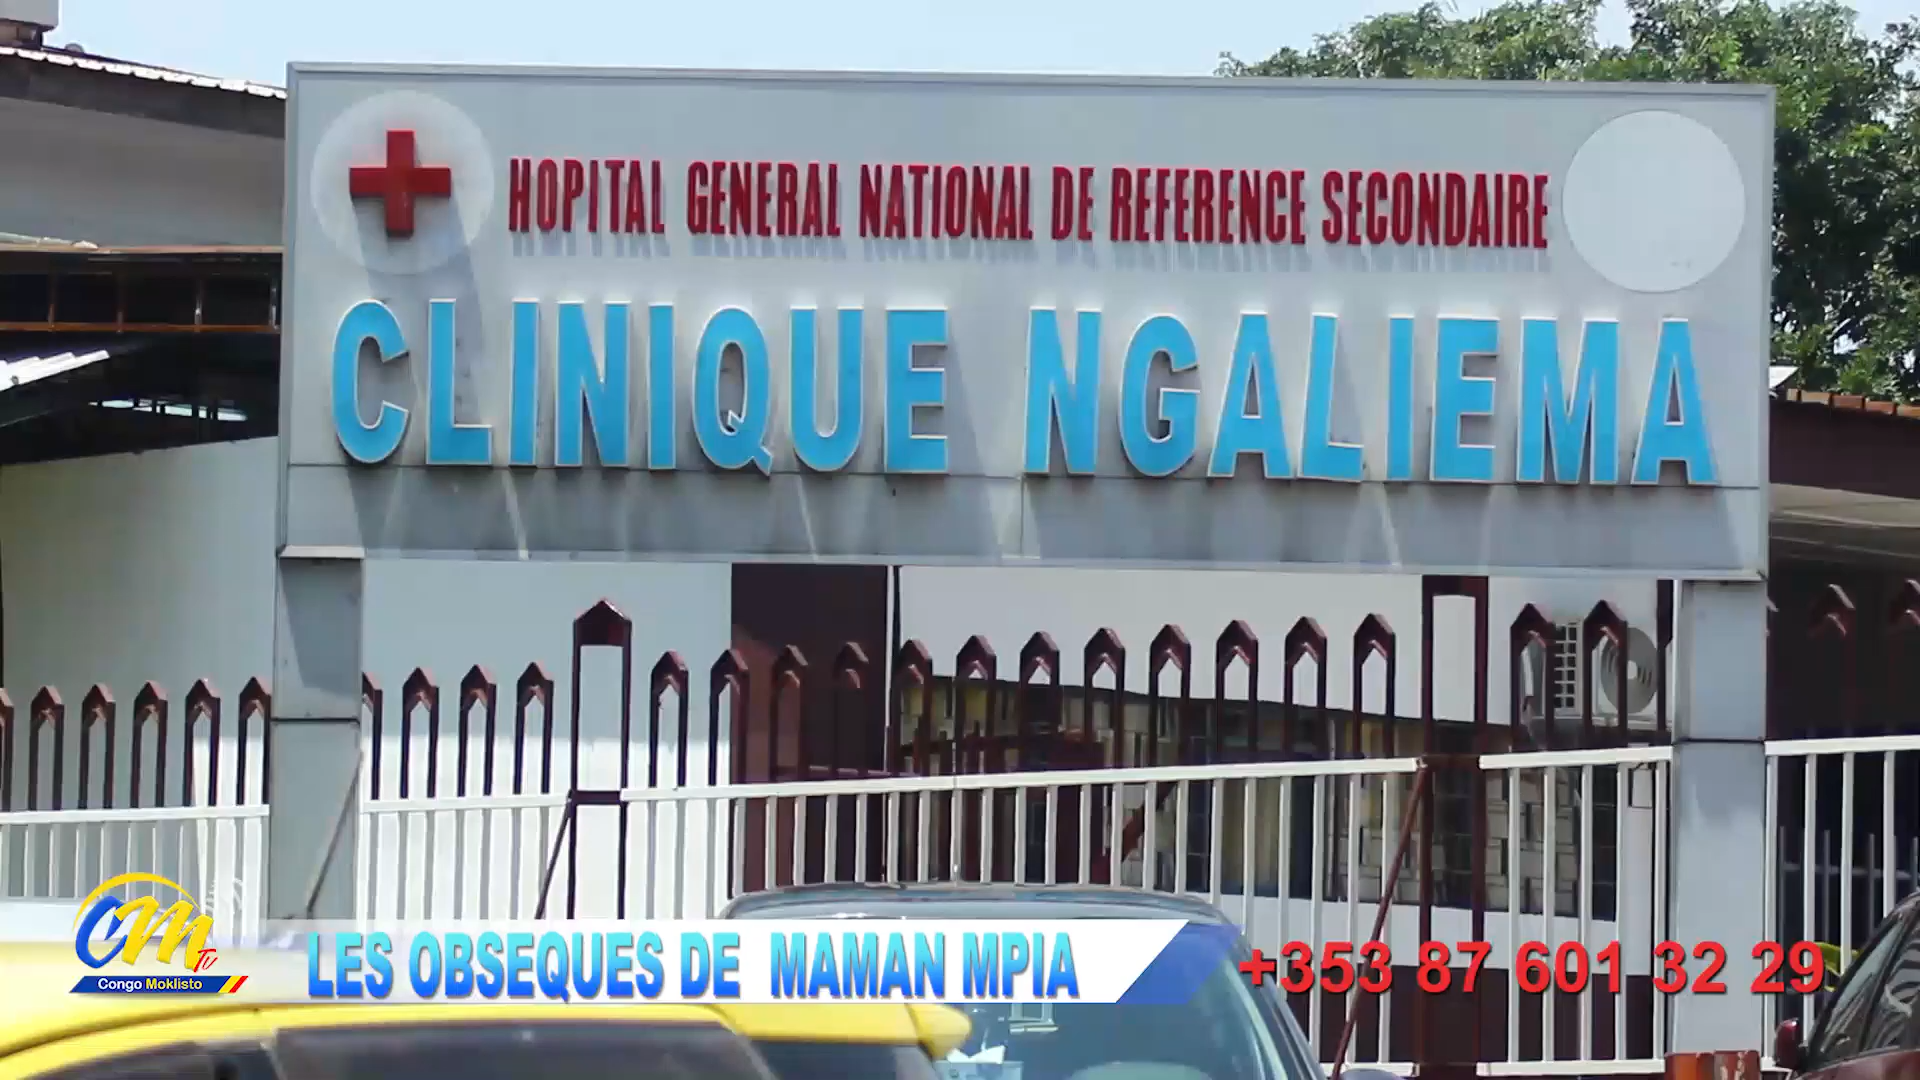 HOPITAL GENERAL NATIONAL DE REFERENCE SECONDAIRE
CLINIQUE NGALIEMA
CM TV
Congo Moklisto
LES OBSEQUES DE MAMAN MPIA
+353 87 601 32 29